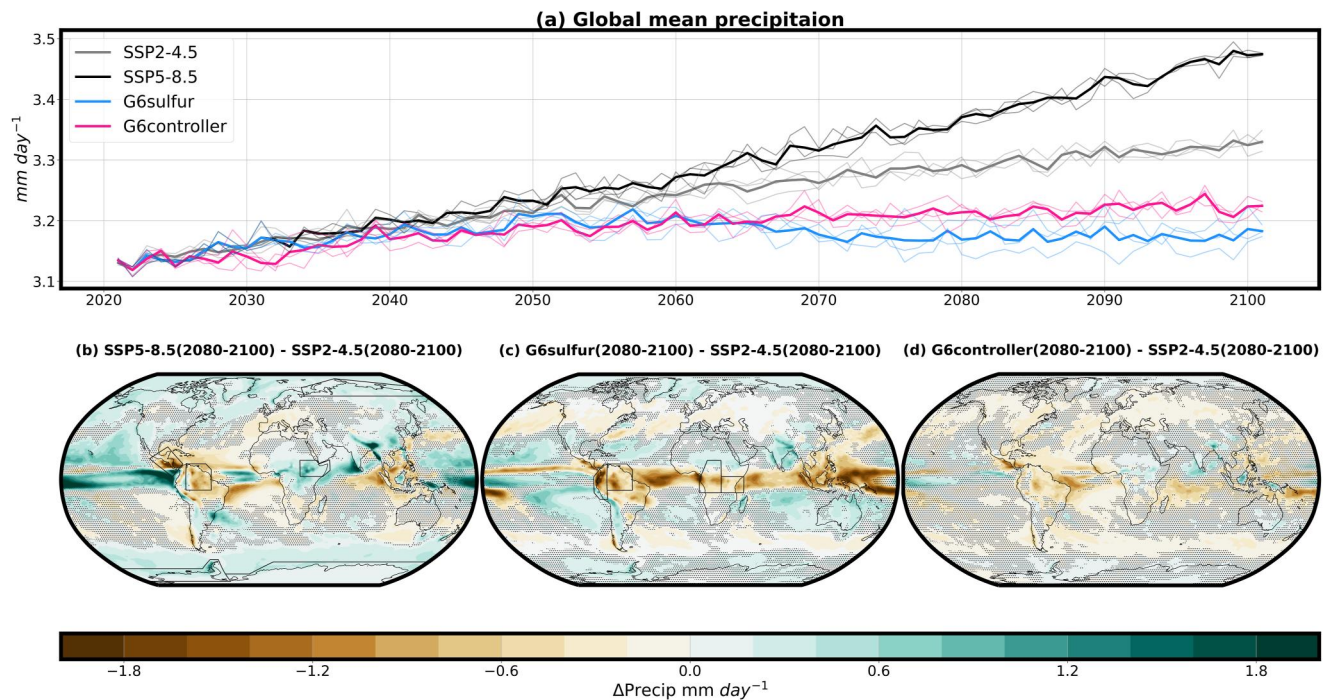 (a) Global mean precipitaion
mm day⁻¹
3.5
3.4
3.3
3.2
3.1
SSP2-4.5
SSP5-8.5
G6sulfur
G6controller
2020 2030 2040 2050 2060 2070 2080 2090 2100
(b) SSP5-8.5(2080-2100) - SSP2-4.5(2080-2100)
(c) G6sulfur(2080-2100) - SSP2-4.5(2080-2100)
(d) G6controller(2080-2100) - SSP2-4.5(2080-2100)
−1.8 −1.2 −0.6 0.0 0.6 1.2 1.8
ΔPrecip mm day⁻¹